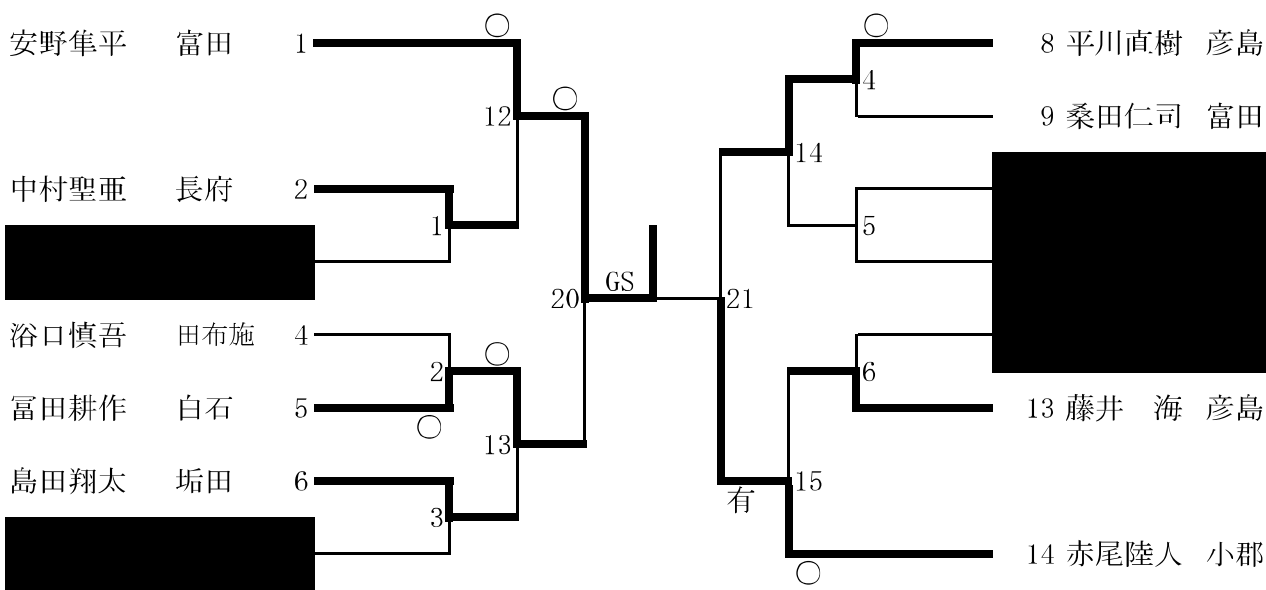 安野隼平 富田 1
12
中村聖亜 長府 2
1
浴口慎吾 田布施 4
2
冨田耕作 白石 5
13
島田翔太 垢田 6
3
20
GS
21
8 平川直樹 彦島
4
9 桑田仁司 富田
14
5
6
13 藤井 海 彦島
15
有
14 赤尾陸人 小郡